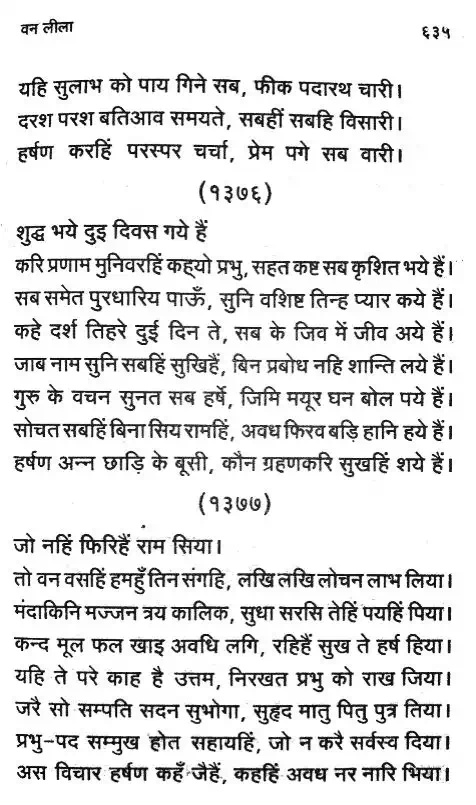 वन लीला ६३५
यहि सुलाभ को पाय गिने सब, फीक पदारथ चारी।
दरश परश बतिआव समयते, सबहीं सबहि विसारी।
हर्षण करहिं परस्पर चर्चा, प्रेम पगे सब वारी।
(१३७६)
शुद्ध भये दुइ दिवस गये हैं
करि प्रणाम मुनिवरहिं कह्यो प्रभु, सहत कष्ट सब कृशित भये हैं।
सब समेत पुरधारिय पाऊँ, सुनि वशिष्ट तिन्ह प्यार कये हैं।
कहे दर्श तिहरे दुई दिन ते, सब के जिव में जीव अये हैं।
जाब नाम सुनि सबहिं सुखिहैं, बिन प्रबोध नहि शान्ति लये हैं।
गुरु के वचन सुनत सब हर्षे, जिमि मयूर घन बोल पये हैं।
सोचत सबहिं बिना सिय रामहिं, अवध फिरव बड़ि हानि हये हैं।
हर्षण अन्न छाड़ि के बूसी, कौन ग्रहणकरि सुखहिं शये हैं।
(१३७७)
जो नहिं फिरिहैं राम सिया।
तो वन वसहिं हमहुँ तिन संगहि, लखि लखि लोचन लाभ लिया।
मंदाकिनि मज्जन त्रय कालिक, सुधा सरसि तेहिं पयहिं पिया।
कन्द मूल फल खाइ अवधि लगि, रहिहैं सुख ते हर्ष हिया।
यहि ते परे काह है उत्तम, निरखत प्रभु को राख जिया।
जरै सो सम्पति सदन सुभोगा, सुहृद मातु पितु पुत्र तिया।
प्रभु-पद सम्मुख होत सहायहिं, जो न करै सर्वस्व दिया।
अस विचार हर्षण कहँ जैहैं, कहहिं अवध नर नारि भिया।